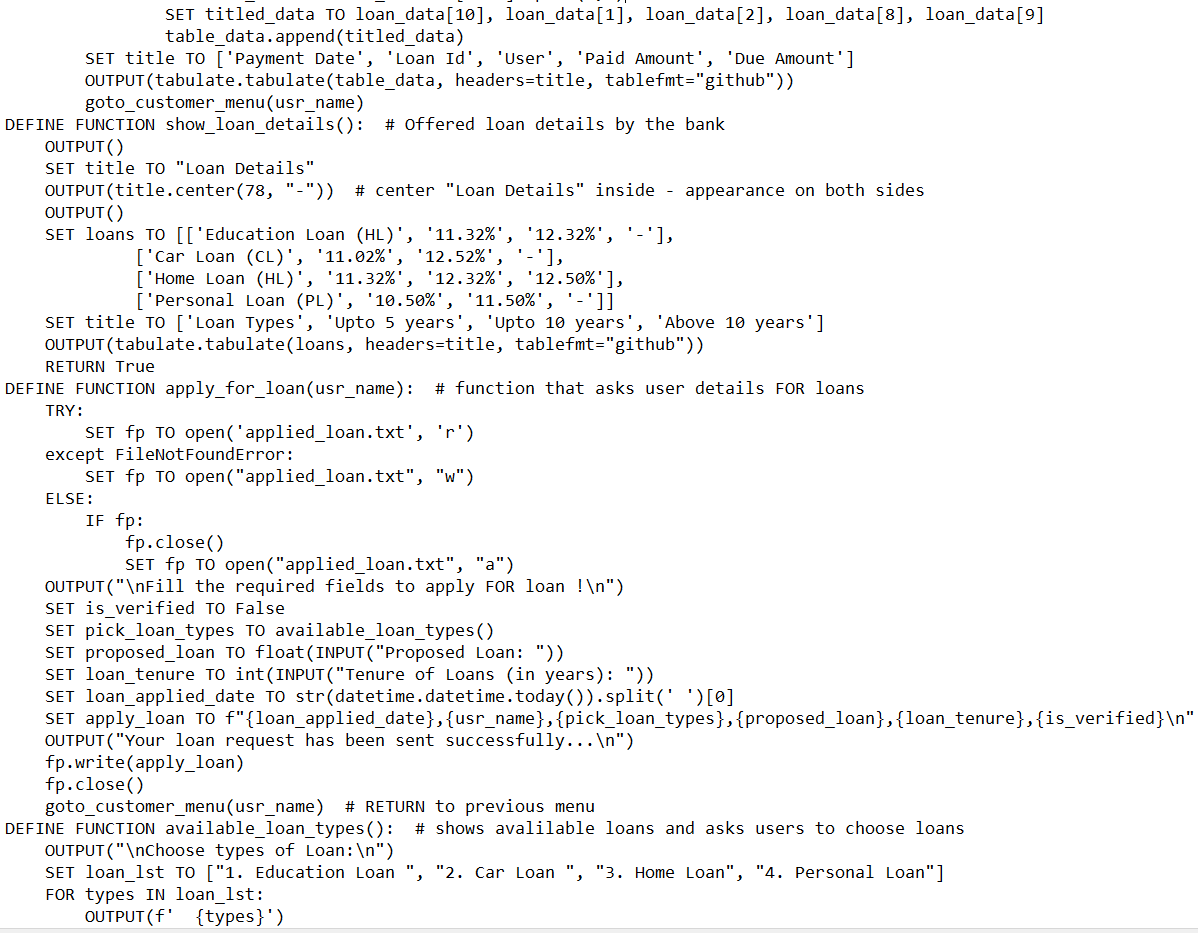 SET titled_data TO loan_data[10], loan_data[1], loan_data[2], loan_data[8], loan_data[9]
table_data.append(titled_data)
SET title TO ['Payment Date', 'Loan Id', 'User', 'Paid Amount', 'Due Amount']
OUTPUT(tabulate.tabulate(table_data, headers=title, tablefmt="github"))
goto_customer_menu(usr_name)
DEFINE FUNCTION show_loan_details():  # Offered loan details by the bank
OUTPUT()
SET title TO "Loan Details"
OUTPUT(title.center(78, "-"))  # center "Loan Details" inside - appearance on both sides
OUTPUT()
SET loans TO [['Education Loan (HL)', '11.32%', '12.32%', '-'],
['Car Loan (CL)', '11.02%', '12.52%', '-'],
['Home Loan (HL)', '11.32%', '12.32%', '12.50%'],
['Personal Loan (PL)', '10.50%', '11.50%', '-']]
SET title TO ['Loan Types', 'Upto 5 years', 'Upto 10 years', 'Above 10 years']
OUTPUT(tabulate.tabulate(loans, headers=title, tablefmt="github"))
RETURN True
DEFINE FUNCTION apply_for_loan(usr_name):  # function that asks user details FOR loans
TRY:
SET fp TO open('applied_loan.txt', 'r')
except FileNotFoundError:
SET fp TO open("applied_loan.txt", "w")
ELSE:
IF fp:
fp.close()
SET fp TO open("applied_loan.txt", "a")
OUTPUT("\nFill the required fields to apply FOR loan !\n")
SET is_verified TO False
SET pick_loan_types TO available_loan_types()
SET proposed_loan TO float(INPUT("Proposed Loan: "))
SET loan_tenure TO int(INPUT("Tenure of Loans (in years): "))
SET loan_applied_date TO str(datetime.datetime.today()).split(' ')[0]
SET apply_loan TO f"{loan_applied_date},{usr_name},{pick_loan_types},{proposed_loan},{loan_tenure},{is_verified}\n"
OUTPUT("Your loan request has been sent successfully...\n")
fp.write(apply_loan)
fp.close()
goto_customer_menu(usr_name)  # RETURN to previous menu
DEFINE FUNCTION available_loan_types():  # shows avalilable loans and asks users to choose loans
OUTPUT("\nChoose types of Loan:\n")
SET loan_lst TO ["1. Education Loan ", "2. Car Loan ", "3. Home Loan", "4. Personal Loan"]
FOR types IN loan_lst:
OUTPUT(f'  {types}')